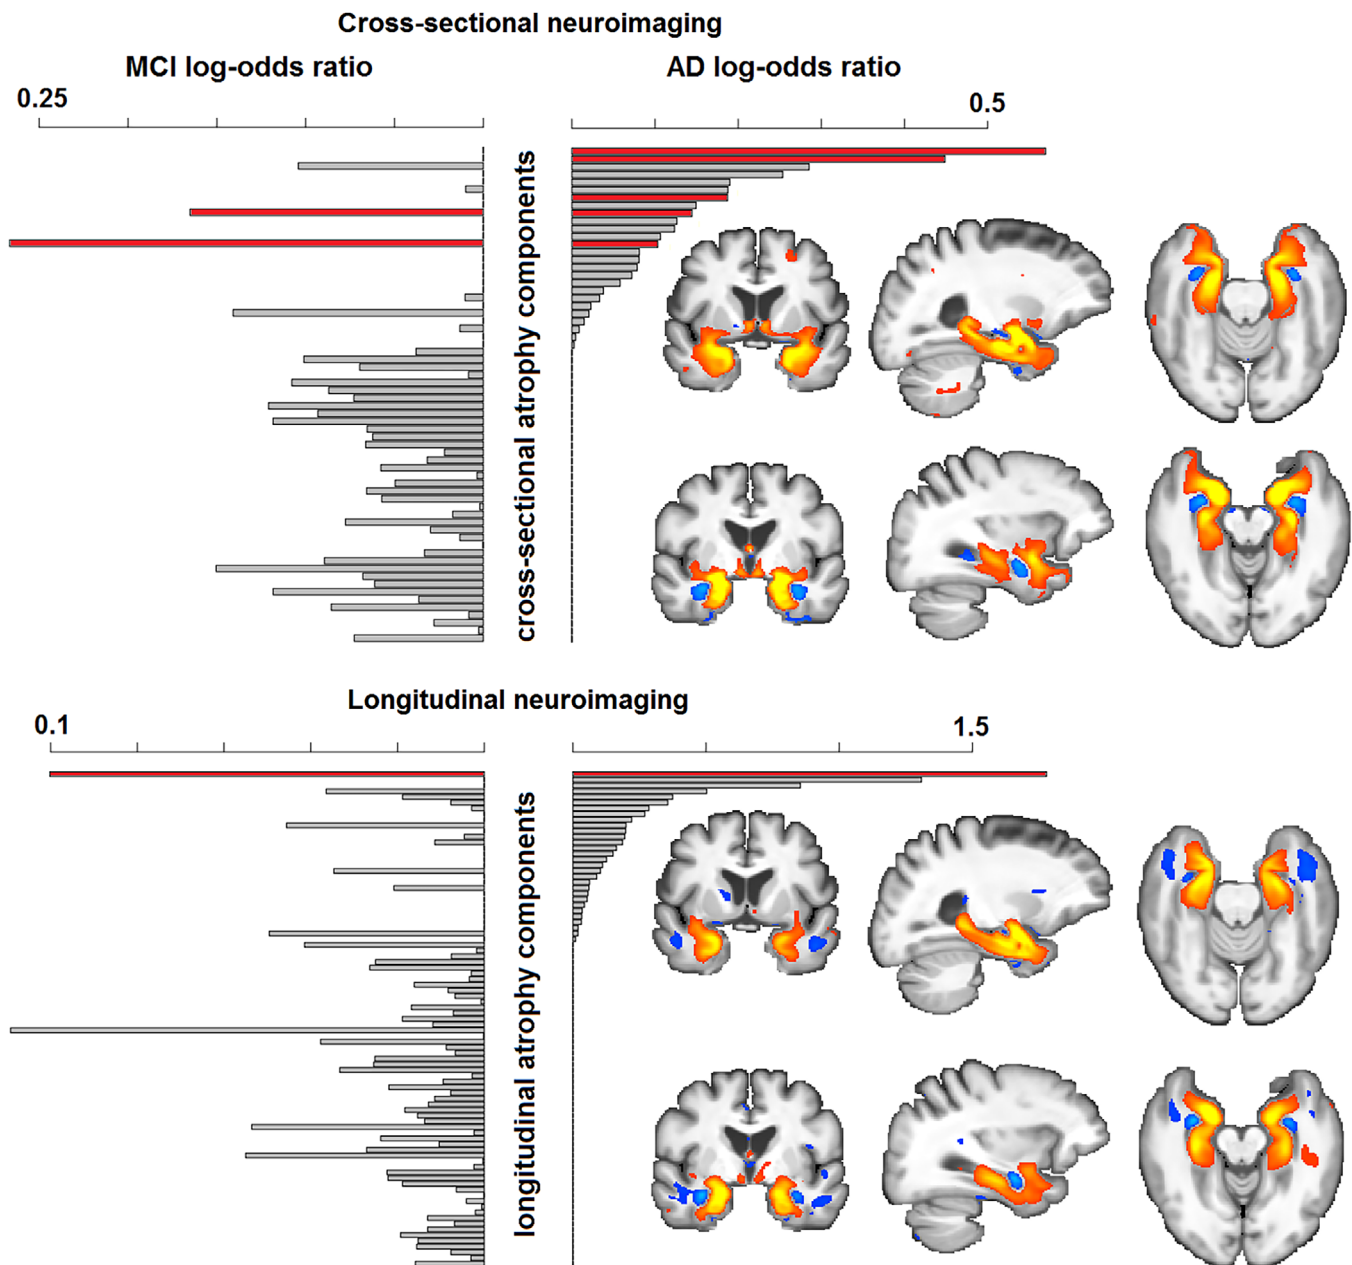 Cross-sectional neuroimaging
MCI log-odds ratio
AD log-odds ratio
0.25
0.5
cross-sectional atrophy components
Longitudinal neuroimaging
0.1
1.5
longitudinal atrophy components